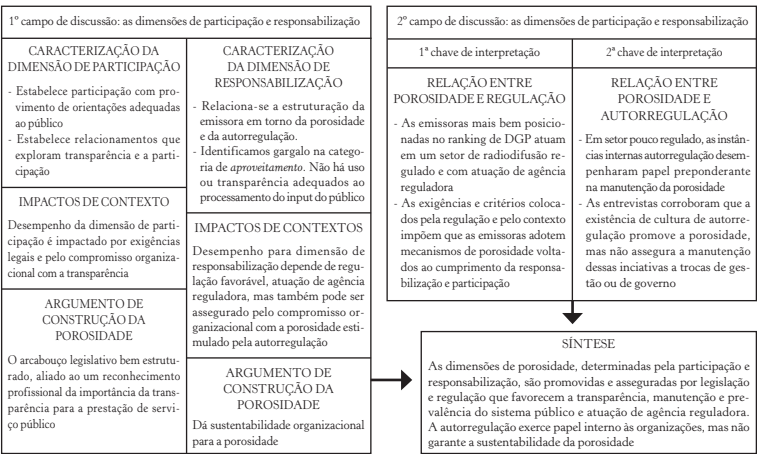 1º campo de discussão: as dimensões de participação e responsabilização
CARACTERIZAÇÃO DA
DIMENSÃO DE PARTICIPAÇÃO
- Estabelece participação com pro-
vimento de orientações adequadas
ao público
- Estabelece relacionamentos que
exploram transparência e a parti-
cipação
IMPACTOS DE CONTEXTO
Desempenho da dimensão de parti-
cipação é impactado por exigências
legais e pelo compromisso organiza-
cional com a transparência
ARGUMENTO DE
CONSTRUÇÃO DA
POROSIDADE
O arcabouço legislativo bem estrutu-
rado, aliado ao um reconhecimento
profissional da importância da trans-
parência para a prestação de servi-
ço público
CARACTERIZAÇÃO
DA DIMENSÃO DE
RESPONSABILIZAÇÃO
- Relaciona-se a estruturação da
emissora em torno da porosidade
e da autorregulação.
- Identificamos gargalo na catego-
ria de aproveitamento. Não há uso
ou transparência adequados ao
processamento do input do público
IMPACTOS DE CONTEXTOS
Desempenho para dimensão de
responsabilização depende de regu-
lação favorável, atuação de agência
reguladora, mas também pode ser
assegurado pelo compromisso or-
ganizacional com a porosidade esti-
mulado pela autorregulação
ARGUMENTO DE
CONSTRUÇÃO DA
POROSIDADE
Dá sustentabilidade organizacional
para a porosidade
2º campo de discussão: as dimensões de participação e responsabilização
1ª chave de interpretação
RELAÇÃO ENTRE
POROSIDADE E REGULAÇÃO
- As emissoras mais bem posicio-
nadas no ranking de DGP atuam
em um setor de radiodifusão re-
gulado e com atuação de agência
reguladora
- As exigências e critérios coloca-
dos pela regulação e pelo contexto
impõem que as emissoras adotem
mecanismos de porosidade volta-
dos ao cumprimento da responsa-
bilização e participação
2ª chave de interpretação
RELAÇÃO ENTRE
POROSIDADE E
AUTORREGULAÇÃO
- Em setor pouco regulado, as instân-
cias internas autorregulação desem-
penharam papel preponderante
na manutenção da porosidade
- As entrevistas corroboram que a
existência de cultura de autorre-
gulação promove a porosidade,
mas não assegura a manutenção
dessas inciativas a trocas de ges-
tão ou de governo
SÍNTESE
As dimensões de porosidade, determinadas pela participação e
responsabilização, são promovidas e asseguradas por legislação
e regulação que favorecem a transparência, manutenção e pre-
valência do sistema público e atuação de agência reguladora.
A autorregulação exerce papel interno às organizações, mas não
garante a sustentabilidade da porosidade